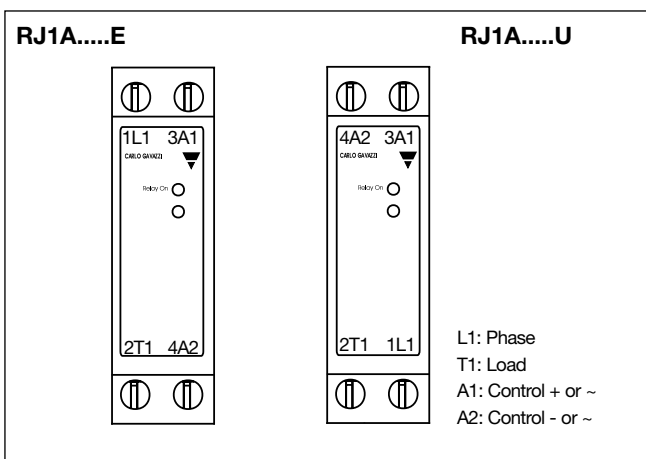 RJ1A.....E
RJ1A.....U
1L1 3A1
CARLO GAVAZZI
Relay On
2T1 4A2
4A2 3A1
CARLO GAVAZZI
Relay On
2T1 1L1
L1: Phase
T1: Load
A1: Control + or ~
A2: Control - or ~